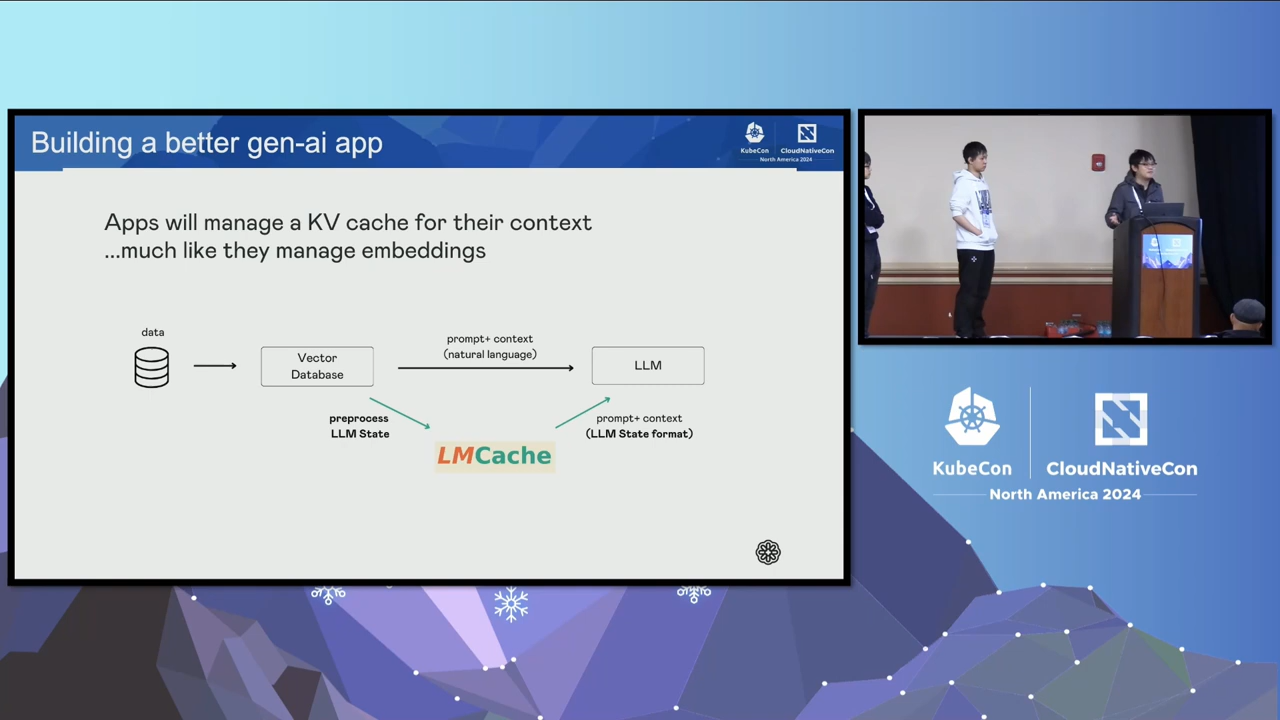 Building a better gen-ai app
KubeCon
CloudNativeCon
North America 2024
Apps will manage a KV cache for their context
...much like they manage embeddings
data
Vector
Database
prompt+ context
(natural language)
LLM
preprocess
LLM State
prompt+ context
(LLM State format)
LMCache
KubeCon
CloudNativeCon
North America 2024